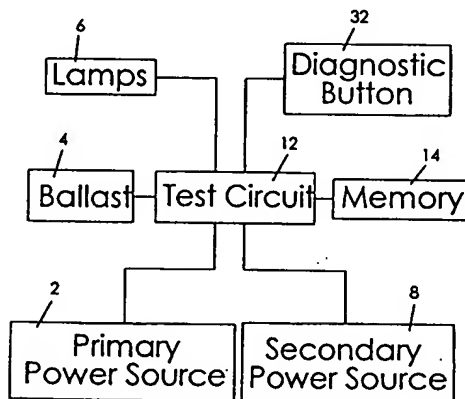 6
32
Lamps
Diagnostic
Button
4
12
14
Ballast
Test Circuit
Memory
2
8
Primary
Power Source
Secondary
Power Source